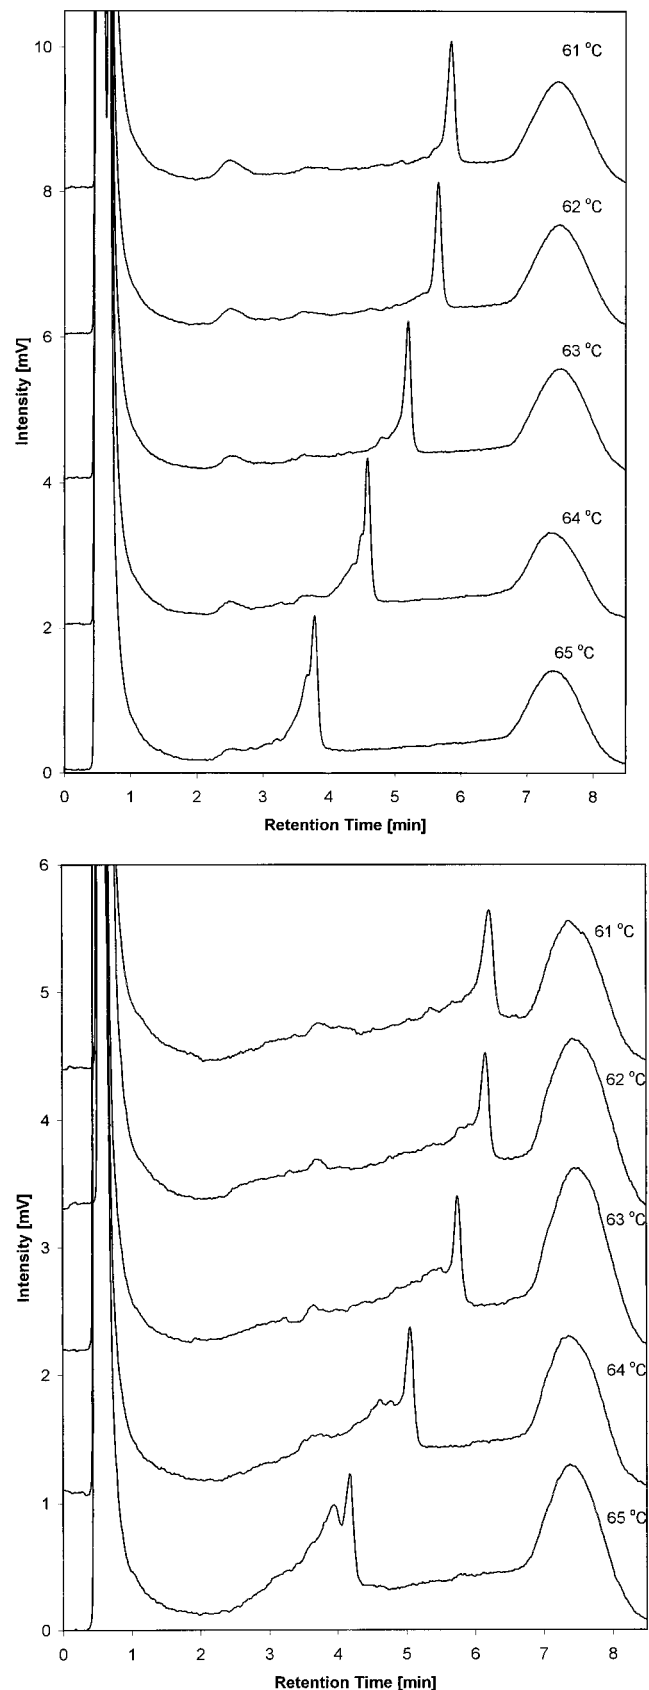 10
61 °C
8
62 °C
6
63 °C
Intensity [mV]
4
64 °C
2
65 °C
0
0 1 2 3 4 5 6 7 8
Retention Time [min]
6
61 °C
5
62 °C
4
63 °C
Intensity [mV]
3
2
64 °C
1
65 °C
0
0 1 2 3 4 5 6 7 8
Retention Time [min]